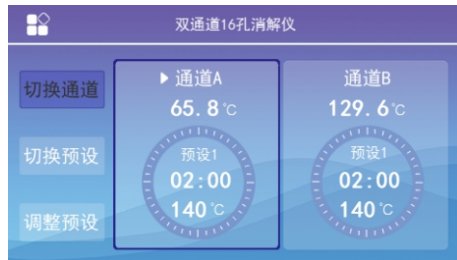 双通道16孔消解仪
切换通道
切换预设
调整预设
通道A
65.8℃
预设1
02:00
140℃
通道B
129.6℃
预设1
02:00
140℃